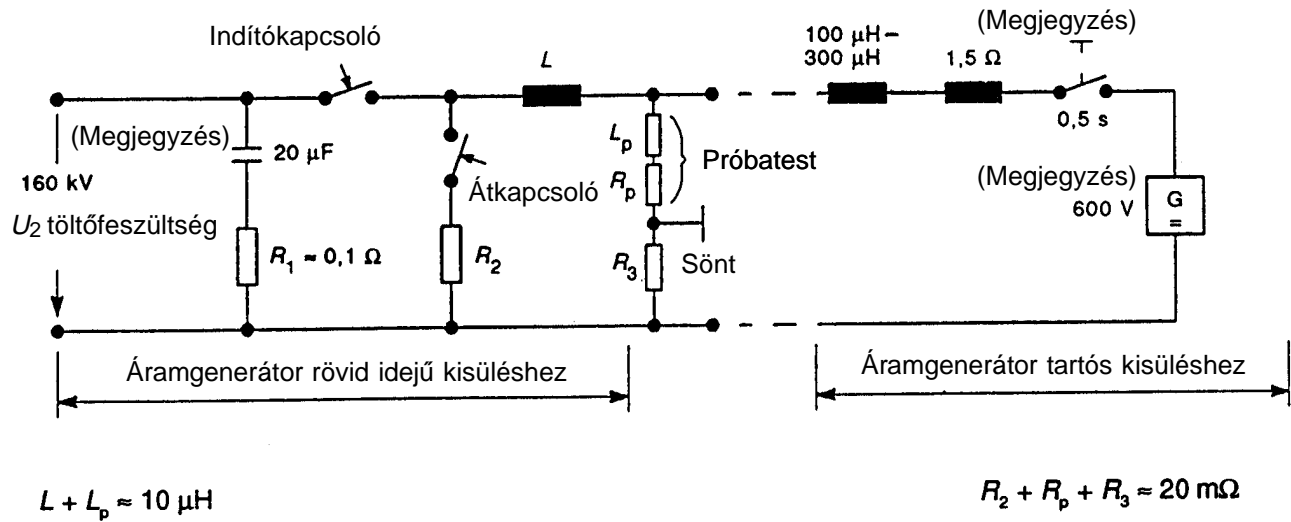 Indítókapcsoló
L
100 µH –
300 µH
1,5 Ω
(Megjegyzés)
0,5 s
(Megjegyzés)
20 µF
160 kV
U2 töltőfeszültség
R1 ≈ 0,1 Ω
Átkapcsoló
R2
Lp
Rp
Próbatest
R3
Sönt
(Megjegyzés)
600 V
G
=
Áramgenerátor rövid idejű kisüléshez
Áramgenerátor tartós kisüléshez
L + Lp ≈ 10 µH
R2 + Rp + R3 ≈ 20 mΩ